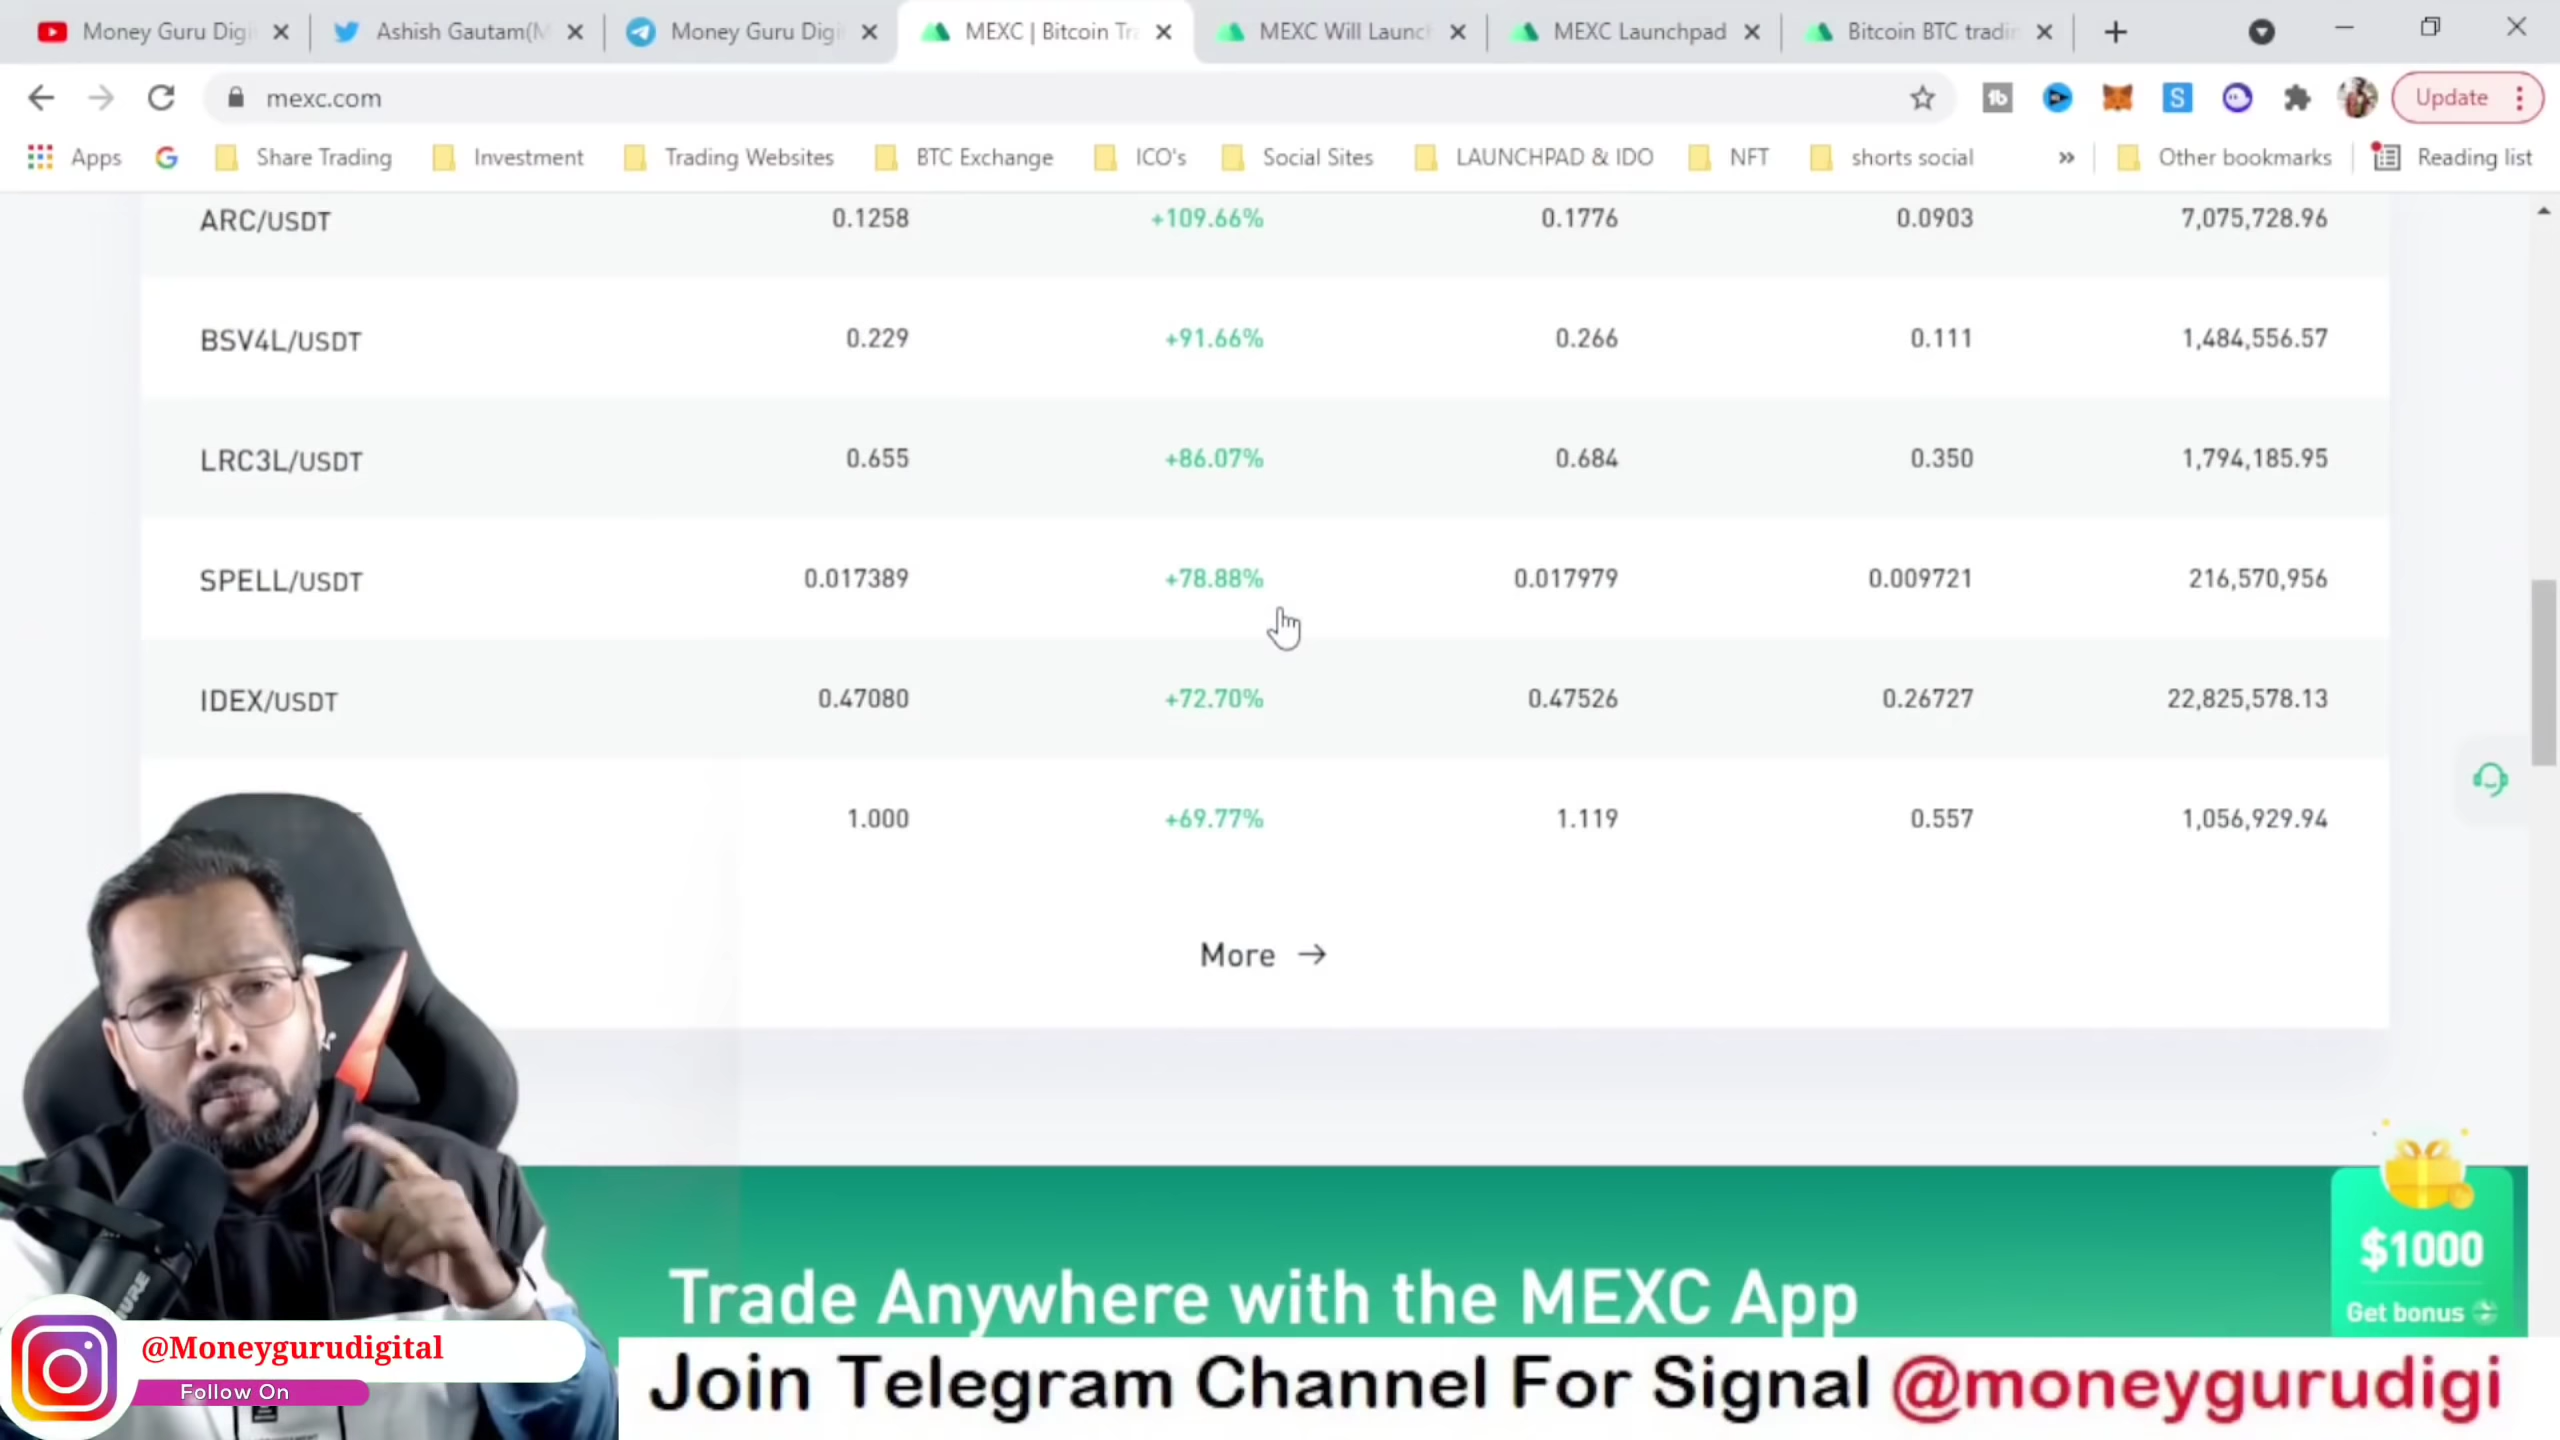 Money Guru Digi
Ashish Gautam(M
Money Guru Digi
MEXC | Bitcoin Tra
MEXC Will Launch
MEXC Launchpad
Bitcoin BTC tradin
mexc.com
Update
Apps
Share Trading
Investment
Trading Websites
BTC Exchange
ICO's
Social Sites
LAUNCHPAD & IDO
NFT
shorts social
»
Other bookmarks
Reading list
ARC/USDT 0.1258 +109.66% 0.1776 0.0903 7,075,728.96
BSV4L/USDT 0.229 +91.66% 0.266 0.111 1,484,556.57
LRC3L/USDT 0.655 +86.07% 0.684 0.350 1,794,185.95
SPELL/USDT 0.017389 +78.88% 0.017979 0.009721 216,570,956
IDEX/USDT 0.47080 +72.70% 0.47526 0.26727 22,825,578.13
1.000 +69.77% 1.119 0.557 1,056,929.94
More →
Trade Anywhere with the MEXC App
$1000
Get bonus
@Moneygurudigital
Follow On
Join Telegram Channel For Signal @moneygurudigi